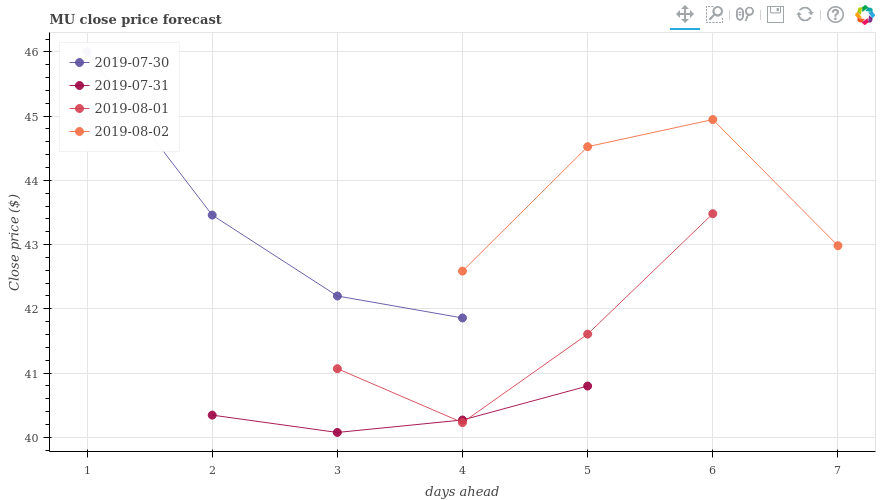 MU close price forecast
2019-07-30
2019-07-31
2019-08-01
2019-08-02
46
45
44
43
42
41
40
Close price ($)
1 2 3 4 5 6 7
days ahead